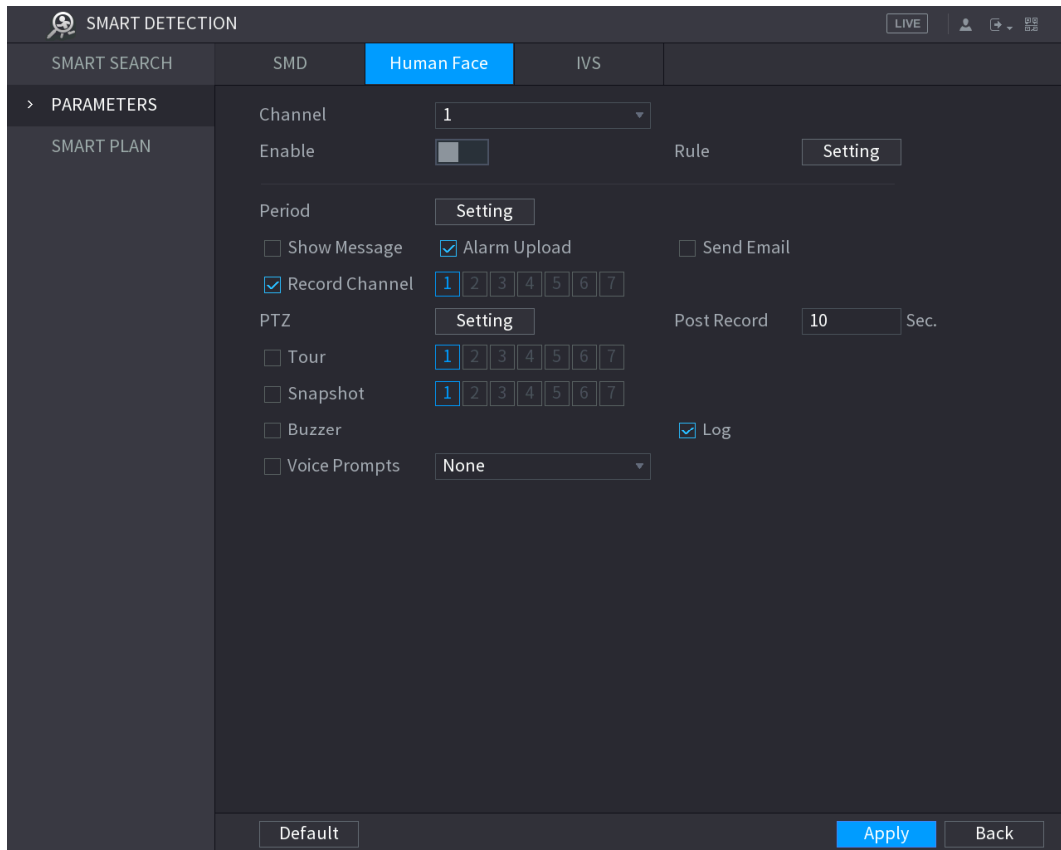 SMART DETECTION
LIVE
SMART SEARCH
PARAMETERS
SMART PLAN
SMD Human Face IVS
Channel 1
Enable Rule Setting
Period Setting
Show Message Alarm Upload Send Email
Record Channel 1 2 3 4 5 6 7
PTZ Setting Post Record 10 Sec.
Tour 1 2 3 4 5 6 7
Snapshot 1 2 3 4 5 6 7
Buzzer Log
Voice Prompts None
Default Apply Back